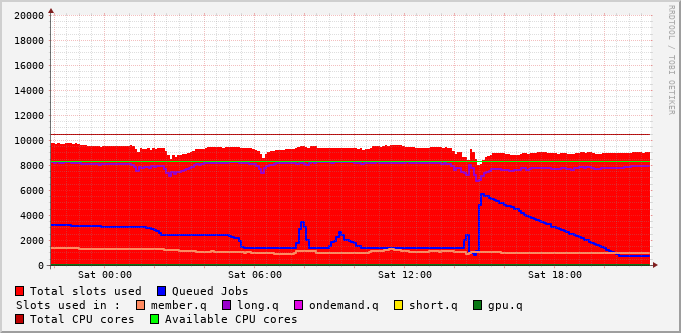 RRDTOOL / TOBI OETIKER
20000
18000
16000
14000
12000
10000
8000
6000
4000
2000
0
Sat 00:00 Sat 06:00 Sat 12:00 Sat 18:00
Total slots used Queued Jobs
Slots used in : member.q long.q ondemand.q short.q gpu.q
Total CPU cores Available CPU cores